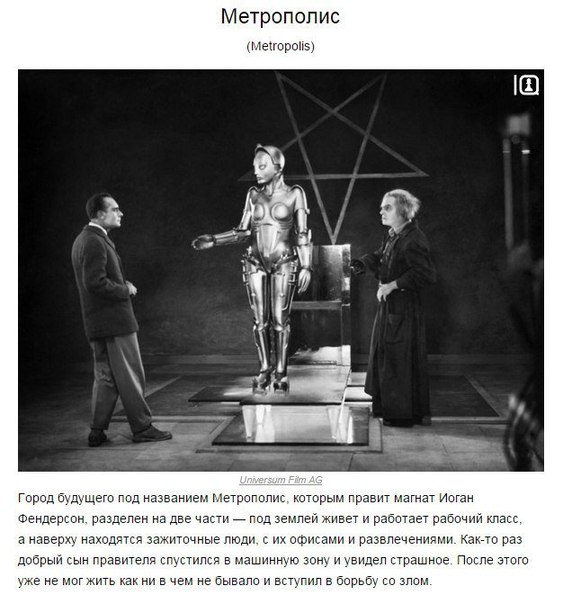 Метрополис
(Metropolis)
Universum Film AG
Город будущего под названием Метрополис, которым правит магнат Иоган
Фендерсон, разделен на две части — под землей живет и работает рабочий класс,
а наверху находятся зажиточные люди, с их офисами и развлечениями. Как-то раз
добрый сын правителя спустился в машинную зону и увидел страшное. После этого
уже не мог жить как ни в чем не бывало и вступил в борьбу со злом.